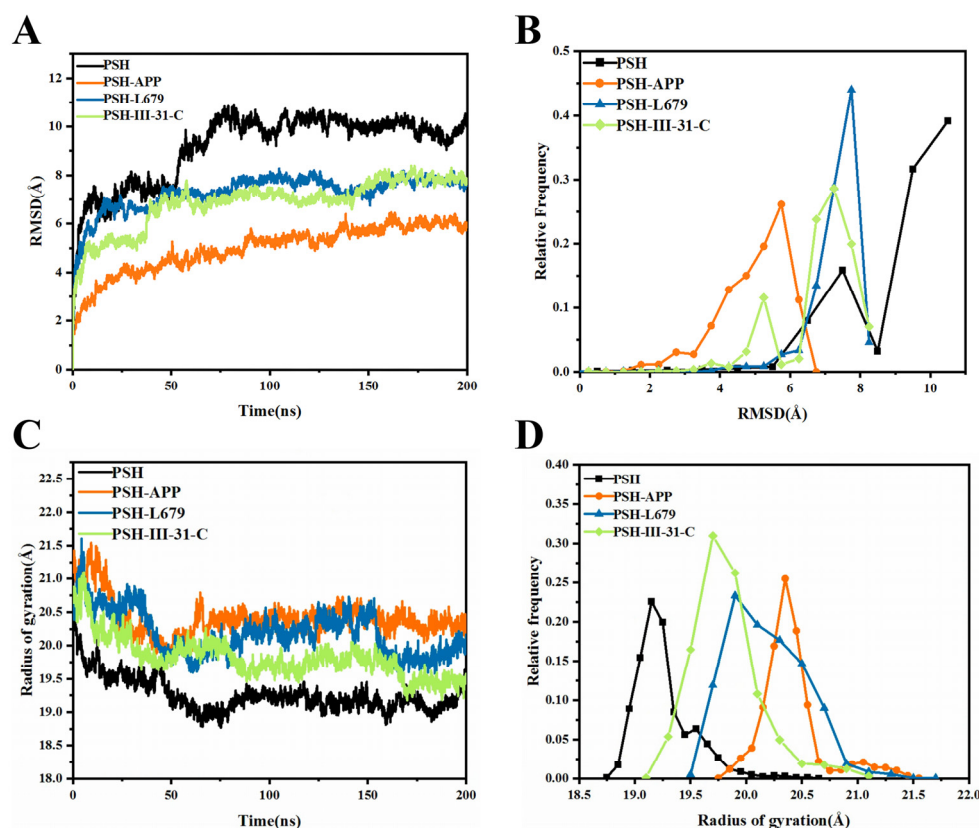 A
PSH
PSH-APP
PSH-L679
PSH-III-31-C
RMSD(Å)
12
10
8
6
4
2
0
0
50
100
150
200
Time(ns)
B
PSH
PSH-APP
PSH-L679
PSH-III-31-C
Relative Frequency
0.5
0.4
0.3
0.2
0.1
0.0
0
2
4
6
8
10
RMSD(Å)
C
PSH
PSH-APP
PSH-L679
PSH-III-31-C
Radius of gyration(Å)
22.5
22.0
21.5
21.0
20.5
20.0
19.5
19.0
18.5
18.0
0
50
100
150
200
Time(ns)
D
PSH
PSH-APP
PSH-L679
PSH-III-31-C
Relative frequency
0.40
0.35
0.30
0.25
0.20
0.15
0.10
0.05
0.00
18.5
19.0
19.5
20.0
20.5
21.0
21.5
22.0
Radius of gyration(Å)